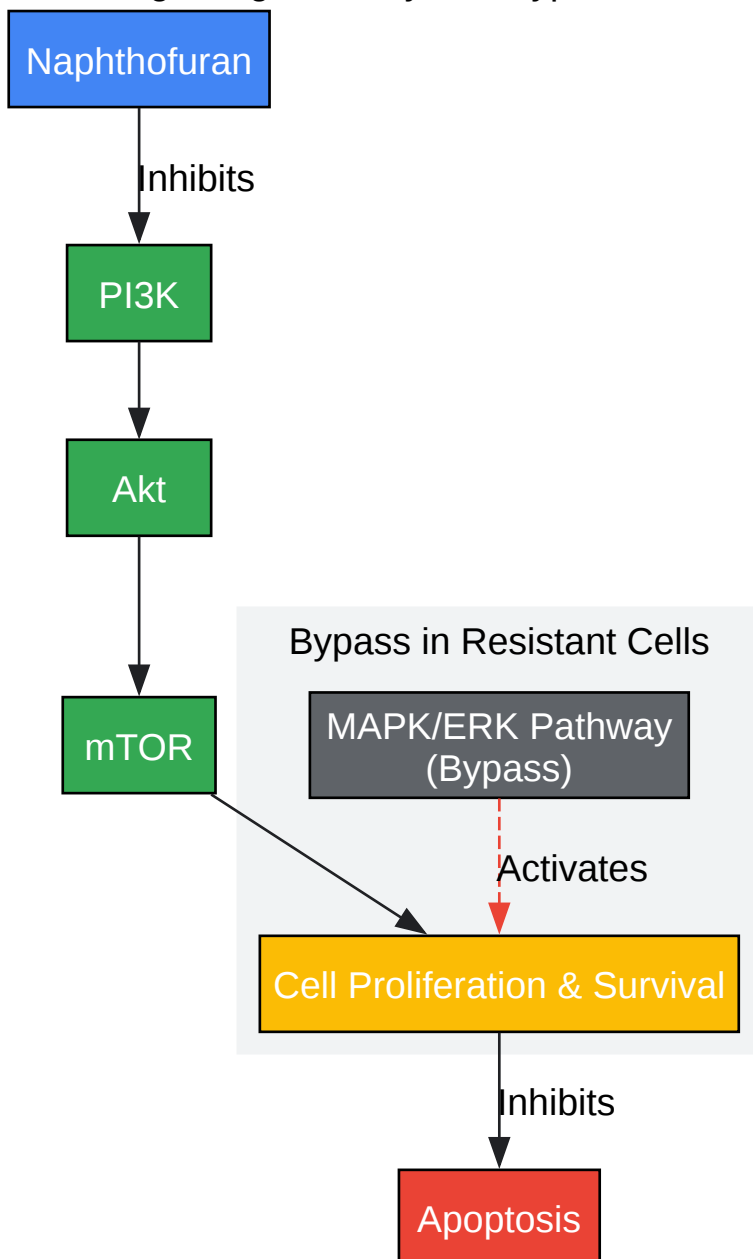 Naphthofuran
Inhibits
PI3K
Akt
Bypass in Resistant Cells
mTOR
MAPK/ERK Pathway
(Bypass)
Activates
Cell Proliferation & Survival
Inhibits
Apoptosis